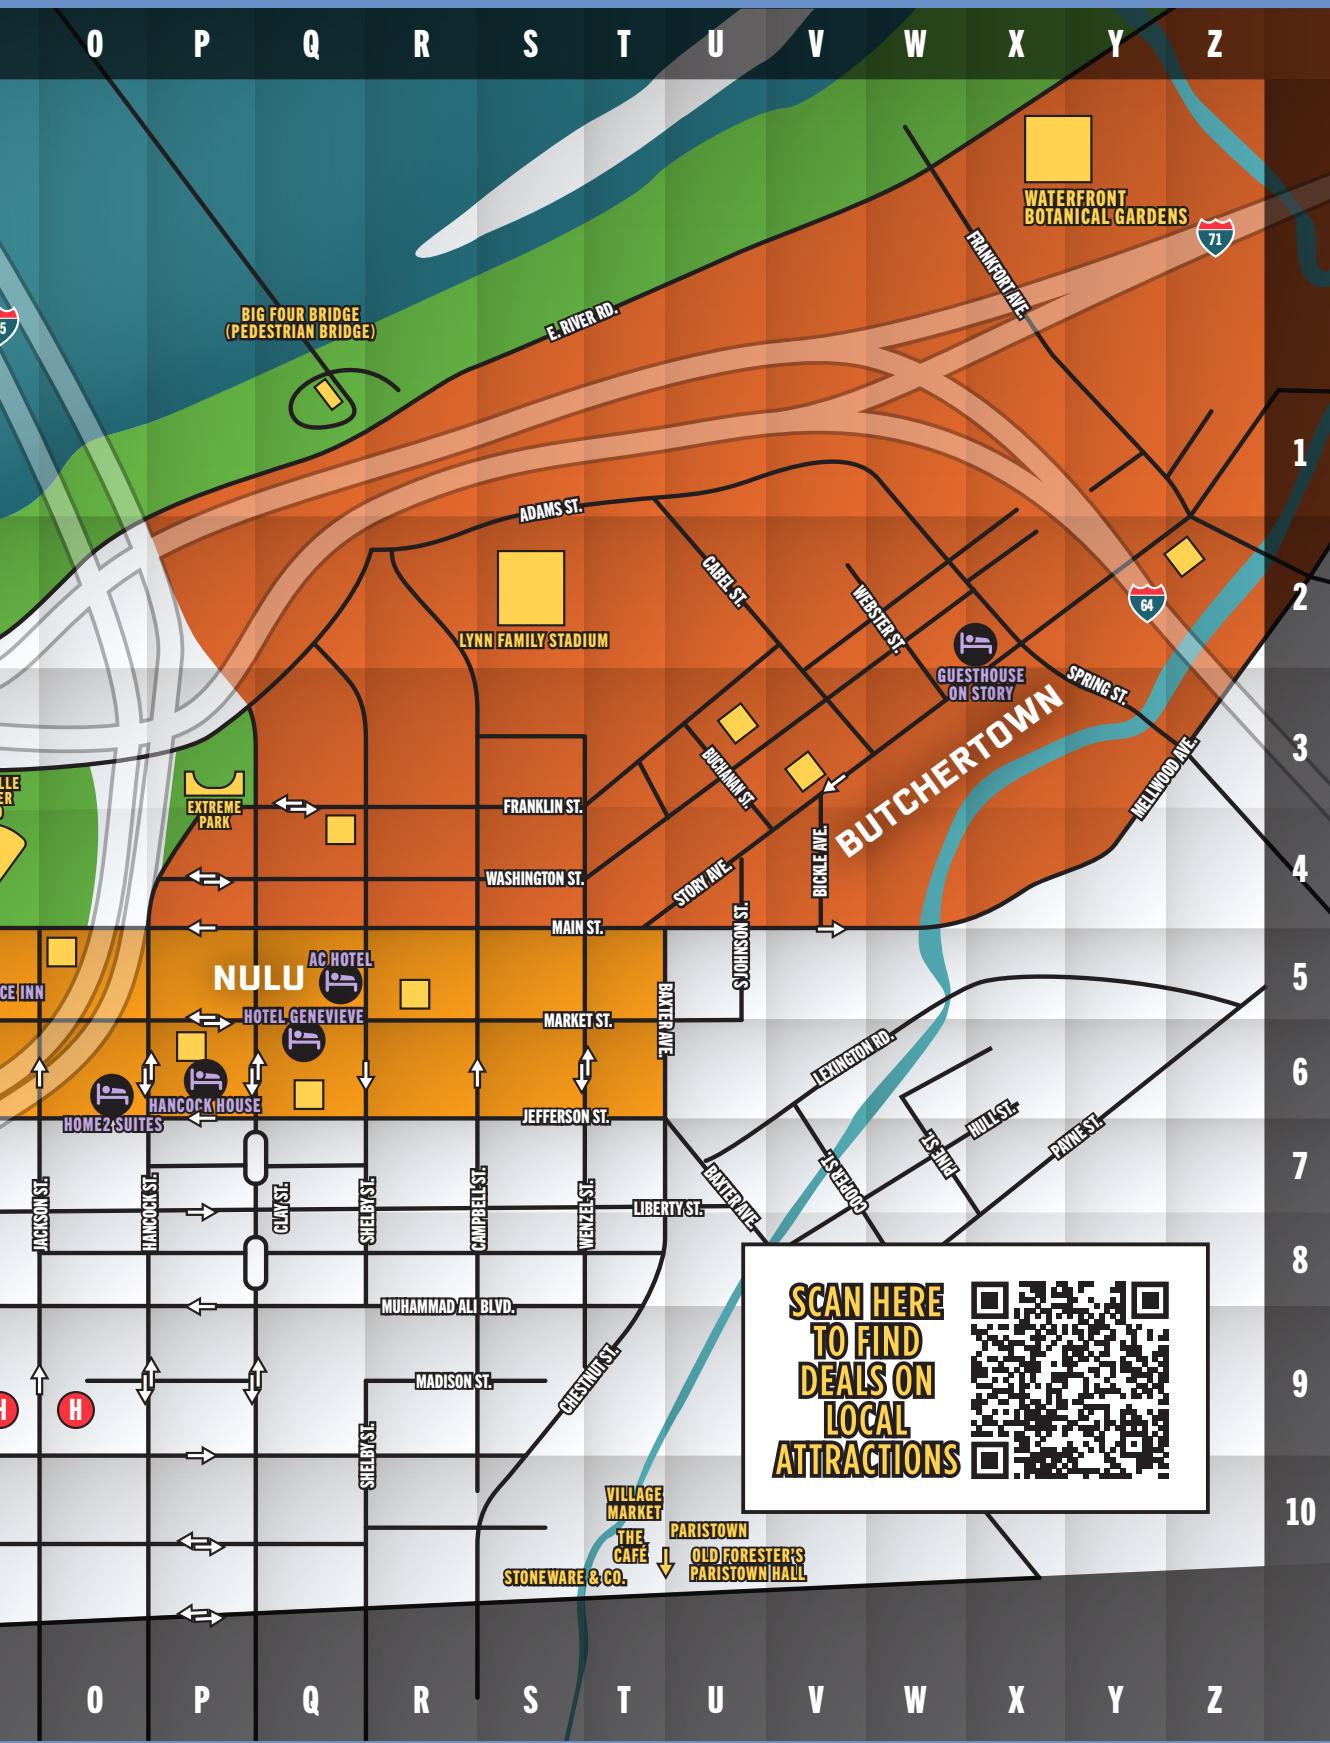 O P Q R S T U V W X Y Z
WATERFRONT
BOTANICAL GARDENS
71
FRANKFORT AVE.
BIG FOUR BRIDGE
(PEDESTRIAN BRIDGE)
E. RIVER RD.
5
1
ADAMS ST.
CABEL ST.
WEBSTER ST.
64
2
LYNN FAMILY STADIUM
GUESTHOUSE
ON STORY
SPRING ST.
BUTCHERTOWN
3
MELLWOOD AVE.
BUCHANAN ST.
LLE
ER
EXTREME
PARK
FRANKLIN ST.
BICKLE AVE.
4
WASHINGTON ST.
STORY AVE.
MAIN ST.
S JOHNSON ST.
NULU
AC HOTEL
5
CE INN
HOTEL GENEVIEVE
MARKET ST.
BAXTER AVE.
LEXINGTON RD.
6
HANCOCK HOUSE
HOME2 SUITES
JEFFERSON ST.
HULL ST.
PINE ST.
PAYNE ST.
7
JACKSON ST.
HANCOCK ST.
CLAY ST.
SHELBY ST.
CAMPBELL ST.
WENZEL ST.
LIBERTY ST.
BAXTER AVE
COOPER ST.
8
MUHAMMAD ALI BLVD.
SCAN HERE
TO FIND
DEALS ON
LOCAL
ATTRACTIONS
MADISON ST.
CHESTNUT ST.
9
H
H
SHELBY ST.
VILLAGE
MARKET
10
THE
CAFÉ
PARISTOWN
OLD FORESTER'S
PARISTOWN HALL
STONEWARE & CO.
O P Q R S T U V W X Y Z